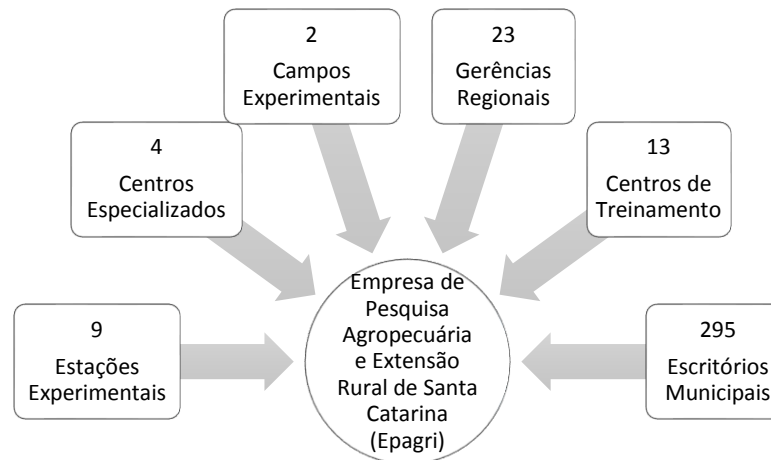 2
Campos
Experimentais
23
Gerências
Regionais
4
Centros
Especializados
13
Centros de
Treinamento
9
Estações
Experimentais
Empresa de
Pesquisa
Agropecuária
e Extensão
Rural de Santa
Catarina
(Epagri)
295
Escritórios
Municipais